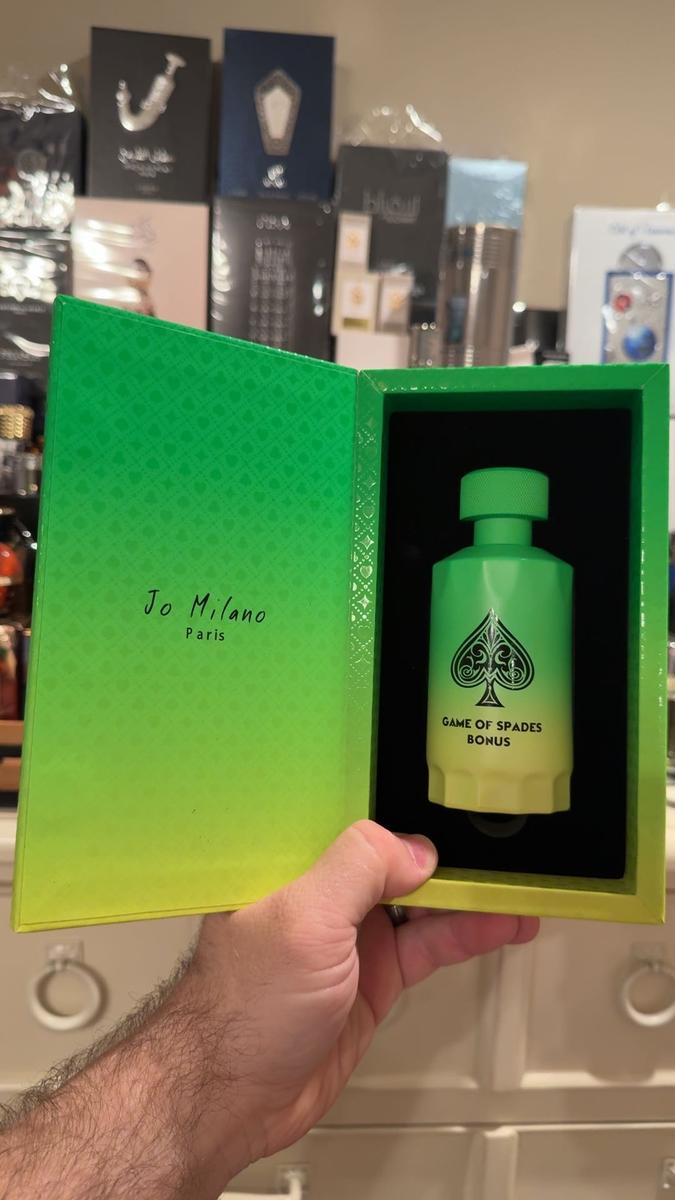 Jo Milano
Paris
GAME OF SPADES
BONUS